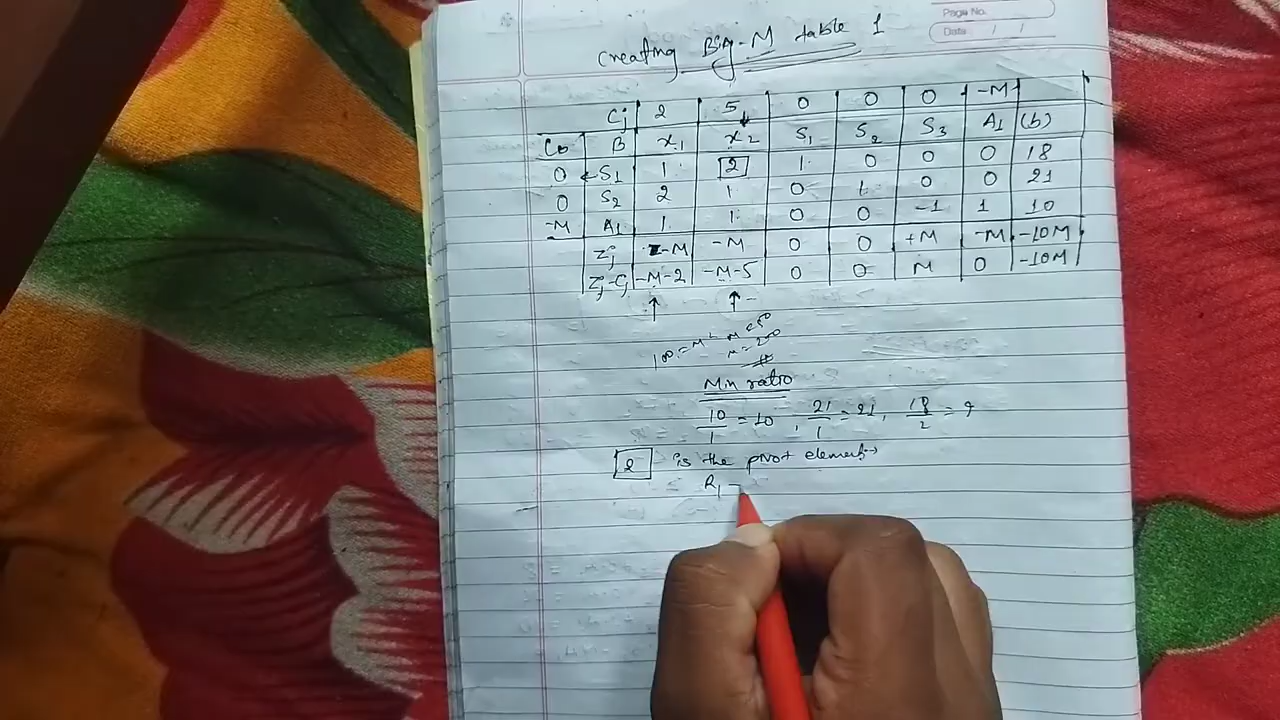 Page No.
Date / /
Creating Big-M table 1
Cj 2 5 0 0 0 -M
CB B x1 x2 S1 S2 S3 A1 (b)
0 ←S1 1 2 1 0 0 0 18
0 S2 2 1 0 1 0 0 21
-M A1 1 1 0 0 -1 1 10
Zj -M -M 0 0 +M -M -10M
Zj-Cj -M-2 -M-5 0 0 M 0 -10M
Min ratio
10/1 = 10, 21/1 = 21, 18/2 = 9
2 is the pivot element→
R1 -